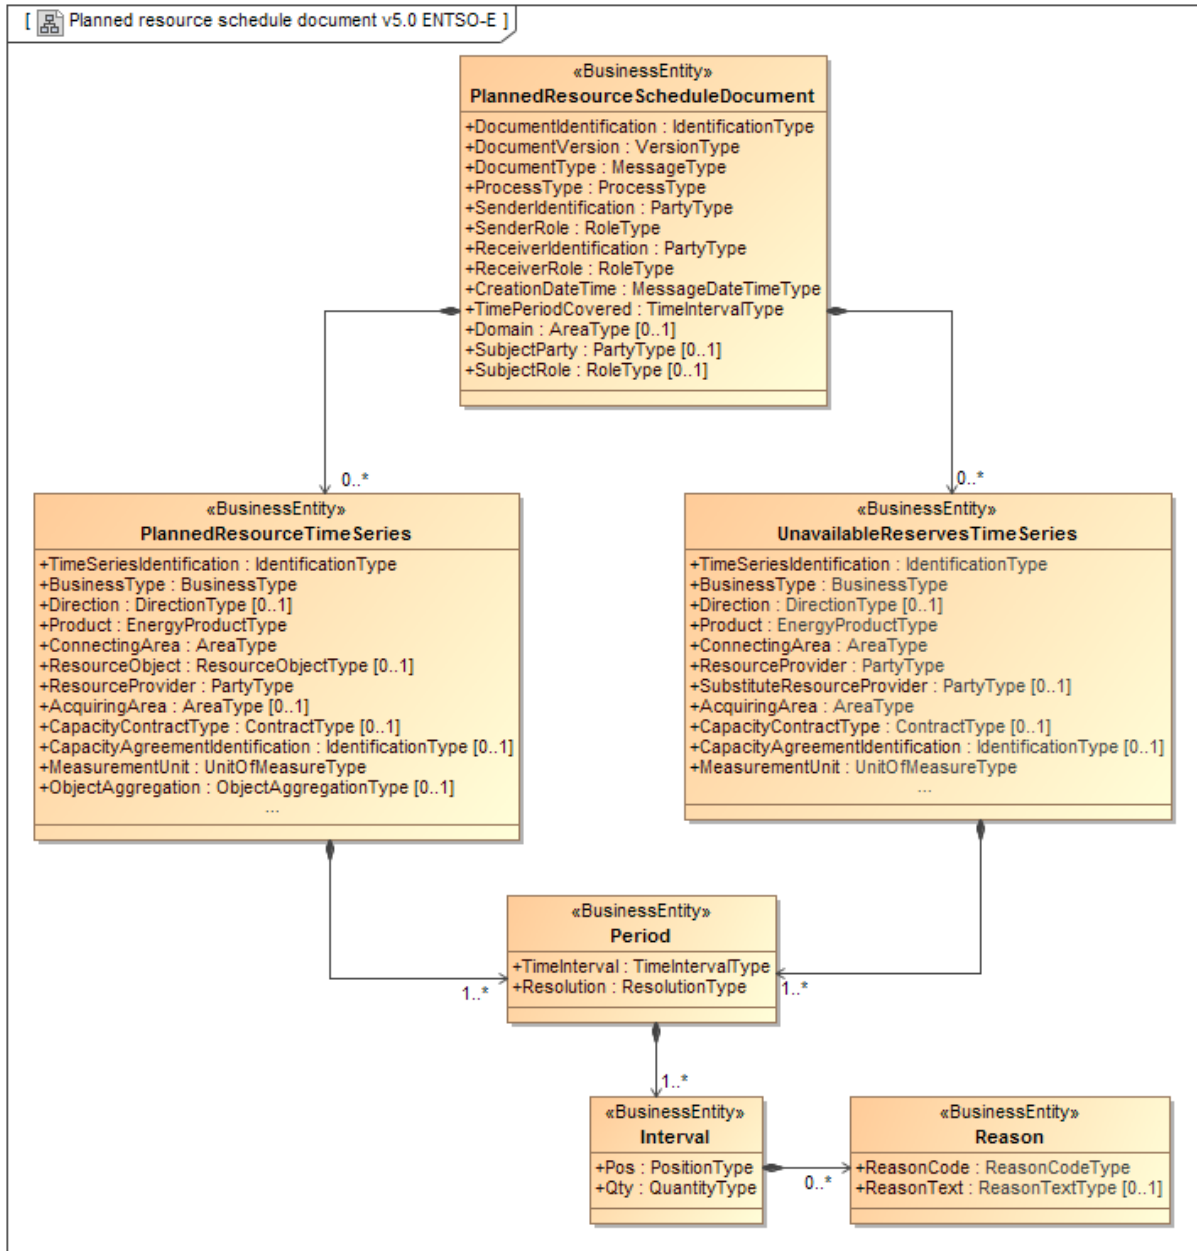 [ Planned resource schedule document v5.0 ENTSO-E ]
«BusinessEntity»
PlannedResourceScheduleDocument
+DocumentIdentification : IdentificationType
+DocumentVersion : VersionType
+DocumentType : MessageType
+ProcessType : ProcessType
+SenderIdentification : PartyType
+SenderRole : RoleType
+ReceiverIdentification : PartyType
+ReceiverRole : RoleType
+CreationDateTime : MessageDateTimeType
+TimePeriodCovered : TimeIntervalType
+Domain : AreaType [0..1]
+SubjectParty : PartyType [0..1]
+SubjectRole : RoleType [0..1]
0..*
0..*
«BusinessEntity»
PlannedResourceTimeSeries
+TimeSeriesIdentification : IdentificationType
+BusinessType : BusinessType
+Direction : DirectionType [0..1]
+Product : EnergyProductType
+ConnectingArea : AreaType
+ResourceObject : ResourceObjectType [0..1]
+ResourceProvider : PartyType
+AcquiringArea : AreaType [0..1]
+CapacityContractType : ContractType [0..1]
+CapacityAgreementIdentification : IdentificationType [0..1]
+MeasurementUnit : UnitOfMeasureType
+ObjectAggregation : ObjectAggregationType [0..1]
...
«BusinessEntity»
UnavailableReservesTimeSeries
+TimeSeriesIdentification : IdentificationType
+BusinessType : BusinessType
+Direction : DirectionType [0..1]
+Product : EnergyProductType
+ConnectingArea : AreaType
+ResourceProvider : PartyType
+SubstituteResourceProvider : PartyType [0..1]
+AcquiringArea : AreaType
+CapacityContractType : ContractType [0..1]
+CapacityAgreementIdentification : IdentificationType [0..1]
+MeasurementUnit : UnitOfMeasureType
...
«BusinessEntity»
Period
+TimeInterval : TimeIntervalType
+Resolution : ResolutionType
1..*
1..*
1..*
«BusinessEntity»
Interval
+Pos : PositionType
+Qty : QuantityType
0..*
«BusinessEntity»
Reason
+ReasonCode : ReasonCodeType
+ReasonText : ReasonTextType [0..1]